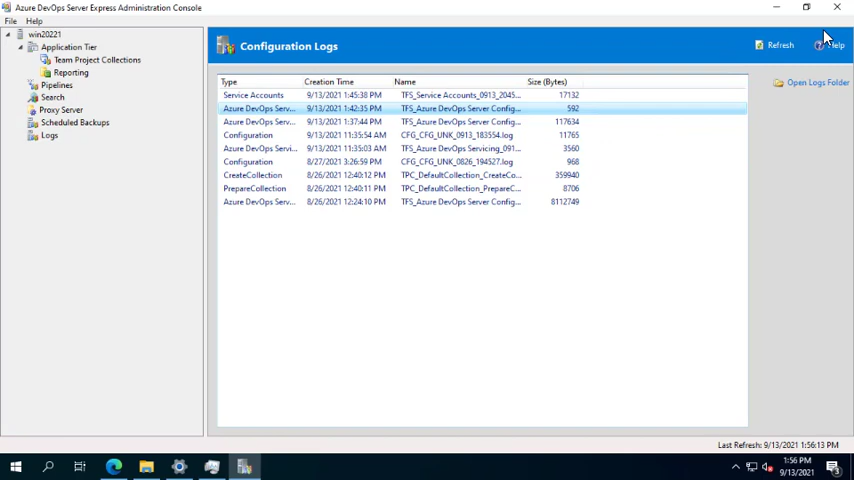 Azure DevOps Server Express Administration Console
File Help
win20221
Application Tier
Team Project Collections
Reporting
Pipelines
Search
Proxy Server
Scheduled Backups
Logs
Configuration Logs
Refresh
Help
Open Logs Folder
Type Creation Time Name Size (Bytes)
Service Accounts 9/13/2021 1:45:38 PM TFS_Service Accounts_0913_2045... 17132
Azure DevOps Serv... 9/13/2021 1:42:35 PM TFS_Azure DevOps Server Config... 592
Azure DevOps Serv... 9/13/2021 1:37:44 PM TFS_Azure DevOps Server Config... 117634
Configuration 9/13/2021 11:35:54 AM CFG_CFG_UNK_0913_183554.log 11765
Azure DevOps Servi... 9/13/2021 11:35:03 AM TFS_Azure DevOps Servicing_091... 3560
Configuration 8/27/2021 3:26:59 PM CFG_CFG_UNK_0826_194527.log 968
CreateCollection 8/26/2021 12:40:12 PM TPC_DefaultCollection_CreateCo... 359940
PrepareCollection 8/26/2021 12:40:11 PM TPC_DefaultCollection_PrepareC... 8706
Azure DevOps Serv... 8/26/2021 12:24:10 PM TFS_Azure DevOps Server Config... 8112749
Last Refresh: 9/13/2021 1:56:13 PM
1:56 PM
9/13/2021
3